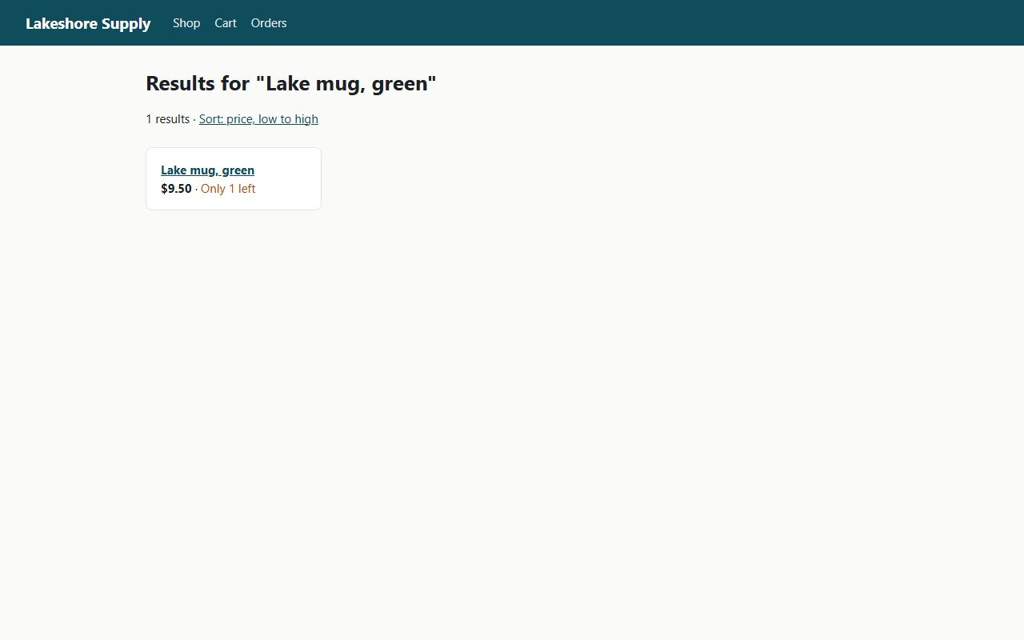 Lakeshore Supply Shop Cart Orders
Results for "Lake mug, green"
1 results · Sort: price, low to high
Lake mug, green
$9.50 · Only 1 left